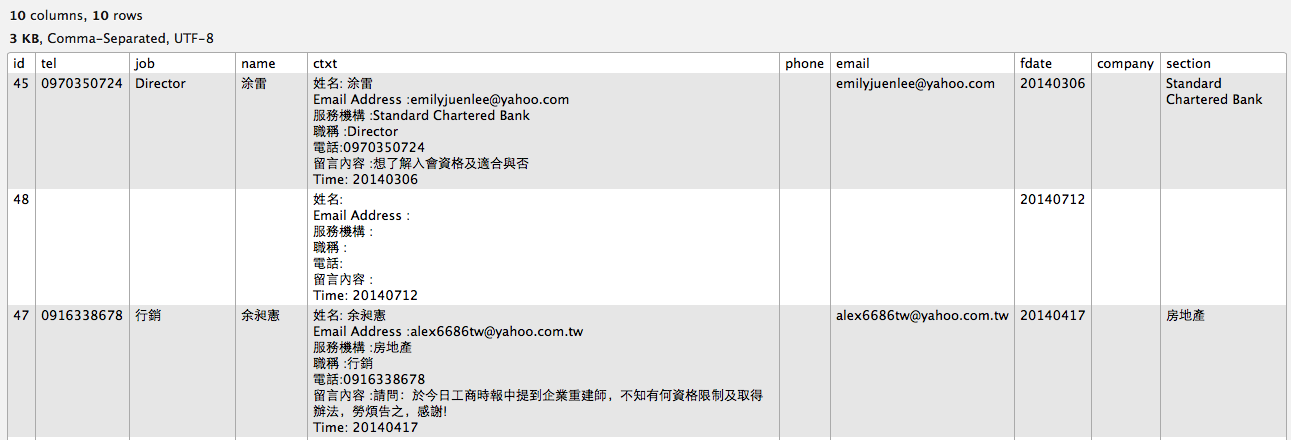 10 columns, 10 rows
3 KB, Comma-Separated, UTF-8
id tel job name ctxt phone email fdate company section
45 0970350724 Director 涂雷 姓名: 涂雷 emilyjuenlee@yahoo.com 20140306 Standard
Email Address :emilyjuenlee@yahoo.com Chartered Bank
服務機構 :Standard Chartered Bank
職稱 :Director
電話:0970350724
留言內容 :想了解入會資格及適合與否
Time: 20140306
48 姓名: 20140712
Email Address :
服務機構 :
職稱 :
電話:
留言內容 :
Time: 20140712
47 0916338678 行銷 余昶憲 姓名: 余昶憲 alex6686tw@yahoo.com.tw 20140417 房地產
Email Address :alex6686tw@yahoo.com.tw
服務機構 :房地產
職稱 :行銷
電話:0916338678
留言內容 :請問：於今日工商時報中提到企業重建師，不知有何資格限制及取得
辦法，勞煩告之，感謝!
Time: 20140417